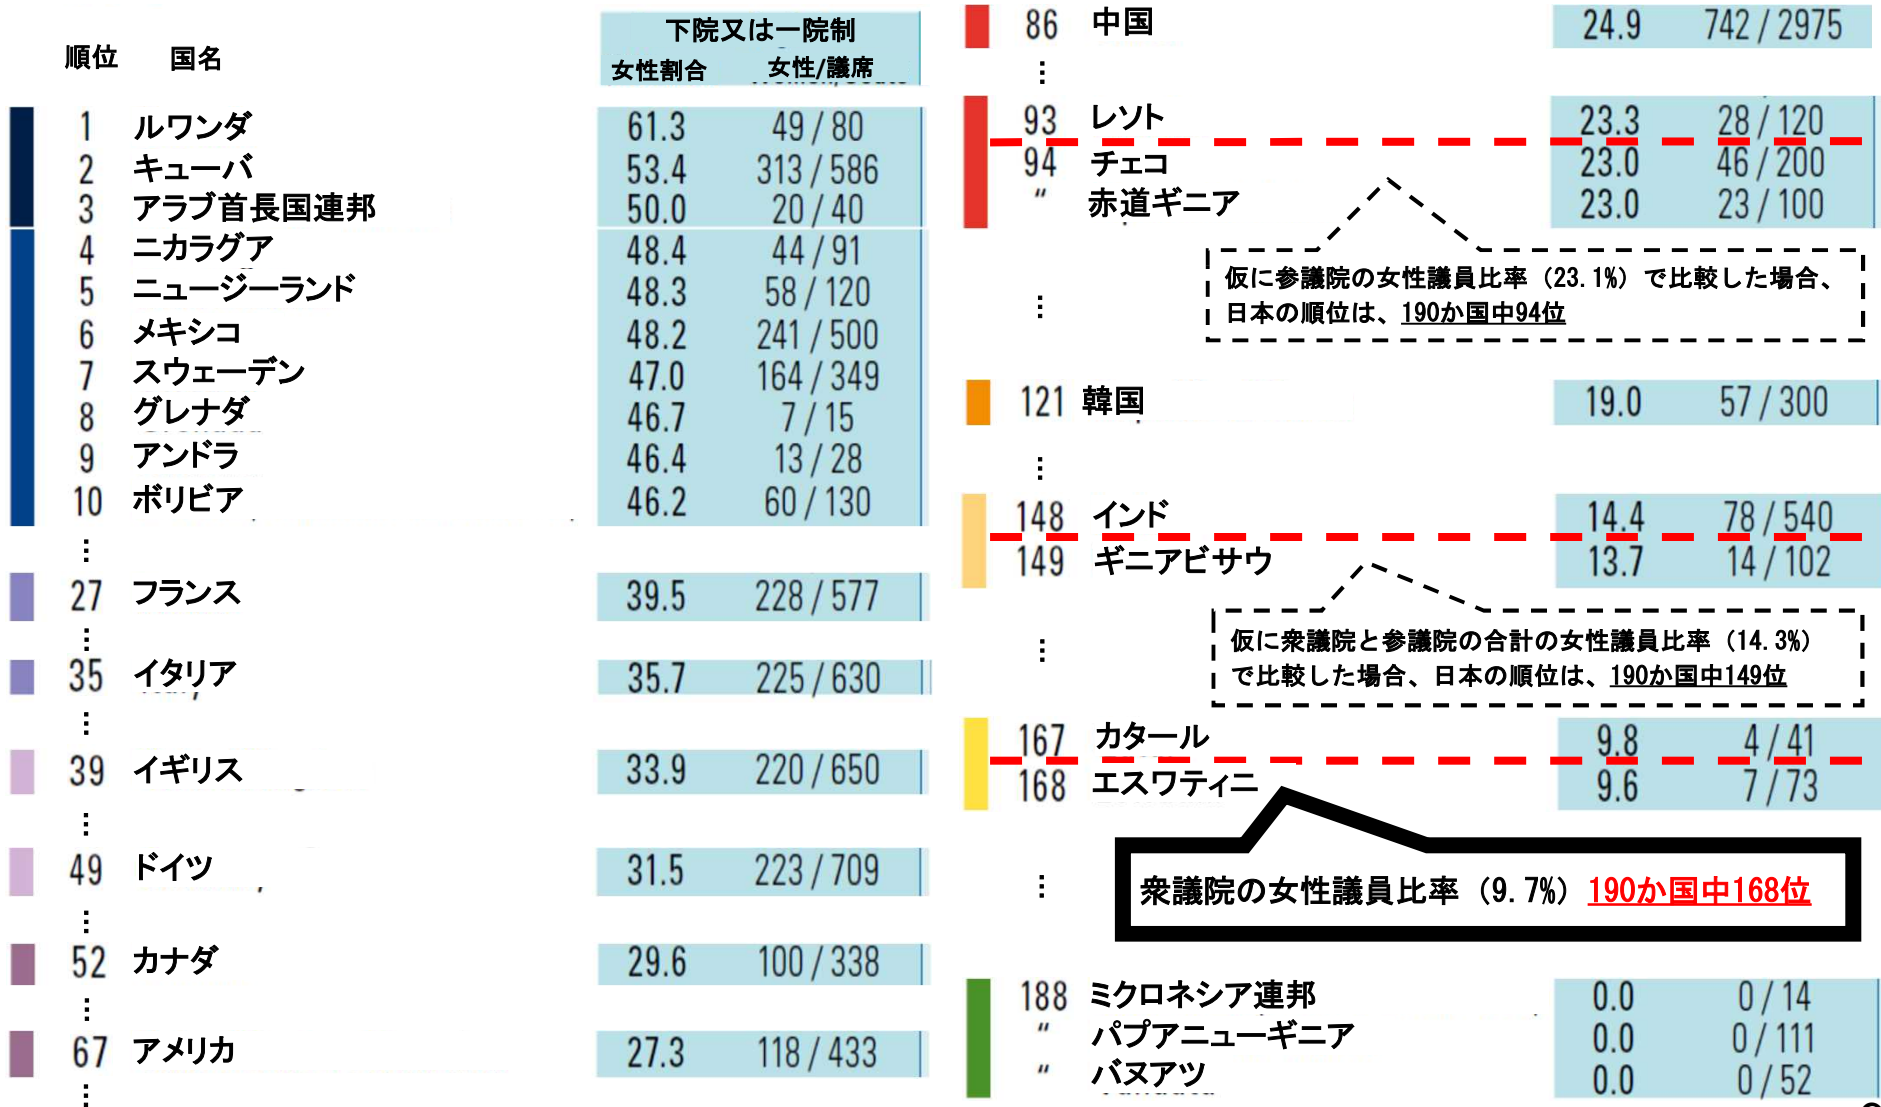 順位 国名 下院又は一院制
女性割合 女性/議席
1 ルワンダ 61.3 49 / 80
2 キューバ 53.4 313 / 586
3 アラブ首長国連邦 50.0 20 / 40
4 ニカラグア 48.4 44 / 91
5 ニュージーランド 48.3 58 / 120
6 メキシコ 48.2 241 / 500
7 スウェーデン 47.0 164 / 349
8 グレナダ 46.7 7 / 15
9 アンドラ 46.4 13 / 28
10 ボリビア 46.2 60 / 130
⋮
27 フランス 39.5 228 / 577
⋮
35 イタリア 35.7 225 / 630
⋮
39 イギリス 33.9 220 / 650
⋮
49 ドイツ 31.5 223 / 709
⋮
52 カナダ 29.6 100 / 338
⋮
67 アメリカ 27.3 118 / 433
⋮
86 中国 24.9 742 / 2975
⋮
93 レソト 23.3 28 / 120
94 チェコ 23.0 46 / 200
〃 赤道ギニア 23.0 23 / 100
仮に参議院の女性議員比率（23.1%）で比較した場合、
日本の順位は、190か国中94位
⋮
121 韓国 19.0 57 / 300
⋮
148 インド 14.4 78 / 540
149 ギニアビサウ 13.7 14 / 102
仮に衆議院と参議院の合計の女性議員比率（14.3%）
で比較した場合、日本の順位は、190か国中149位
⋮
167 カタール 9.8 4 / 41
168 エスワティニ 9.6 7 / 73
衆議院の女性議員比率（9.7%）190か国中168位
⋮
188 ミクロネシア連邦 0.0 0 / 14
〃 パプアニューギニア 0.0 0 / 111
〃 バヌアツ 0.0 0 / 52